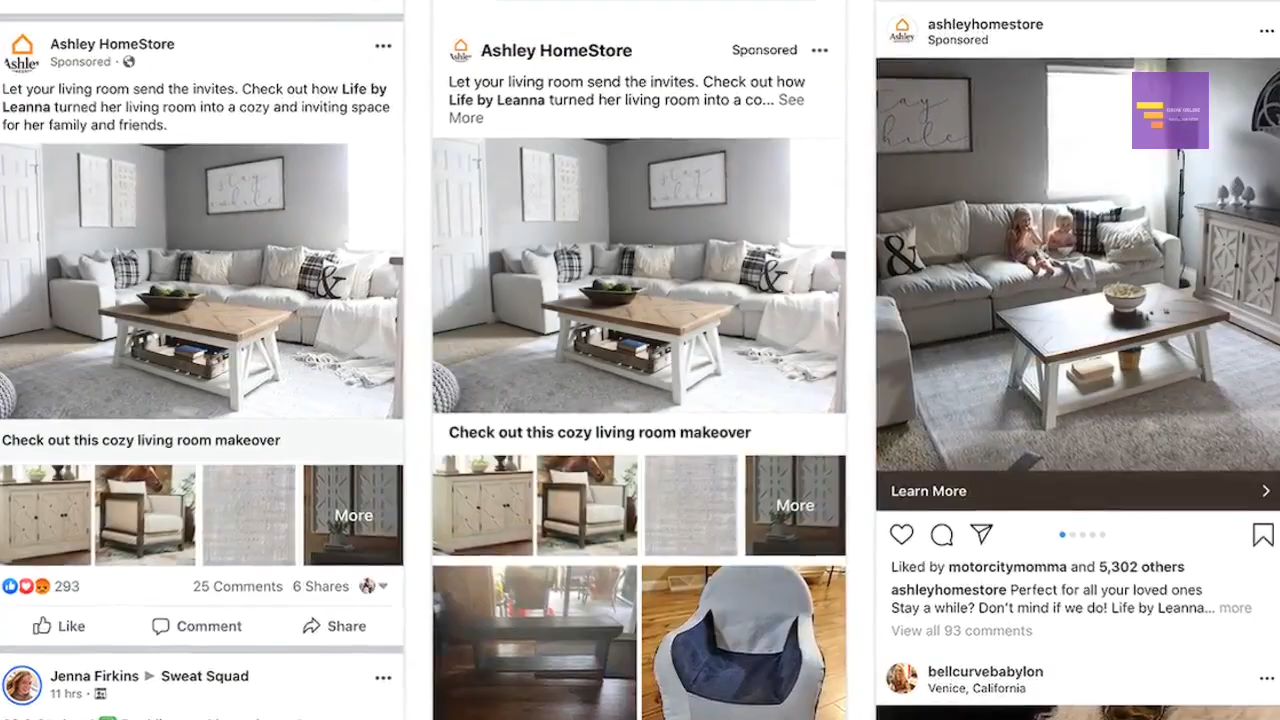 Ashley HomeStore
Sponsored ·
Let your living room send the invites. Check out how Life by
Leanna turned her living room into a cozy and inviting space
for her family and friends.
stay
a while
&
Check out this cozy living room makeover
More
293
25 Comments 6 Shares
Like
Comment
Share
Jenna Firkins ▶ Sweat Squad
11 hrs ·
Ashley HomeStore
Sponsored
Let your living room send the invites. Check out how
Life by Leanna turned her living room into a co... See
More
stay
a while
&
Check out this cozy living room makeover
More
ashleyhomestore
Sponsored
Ashley
&
Learn More
Liked by motorcitymomma and 5,302 others
ashleyhomestore Perfect for all your loved ones
Stay a while? Don't mind if we do! Life by Leanna... more
View all 93 comments
bellcurvebabylon
Venice, California